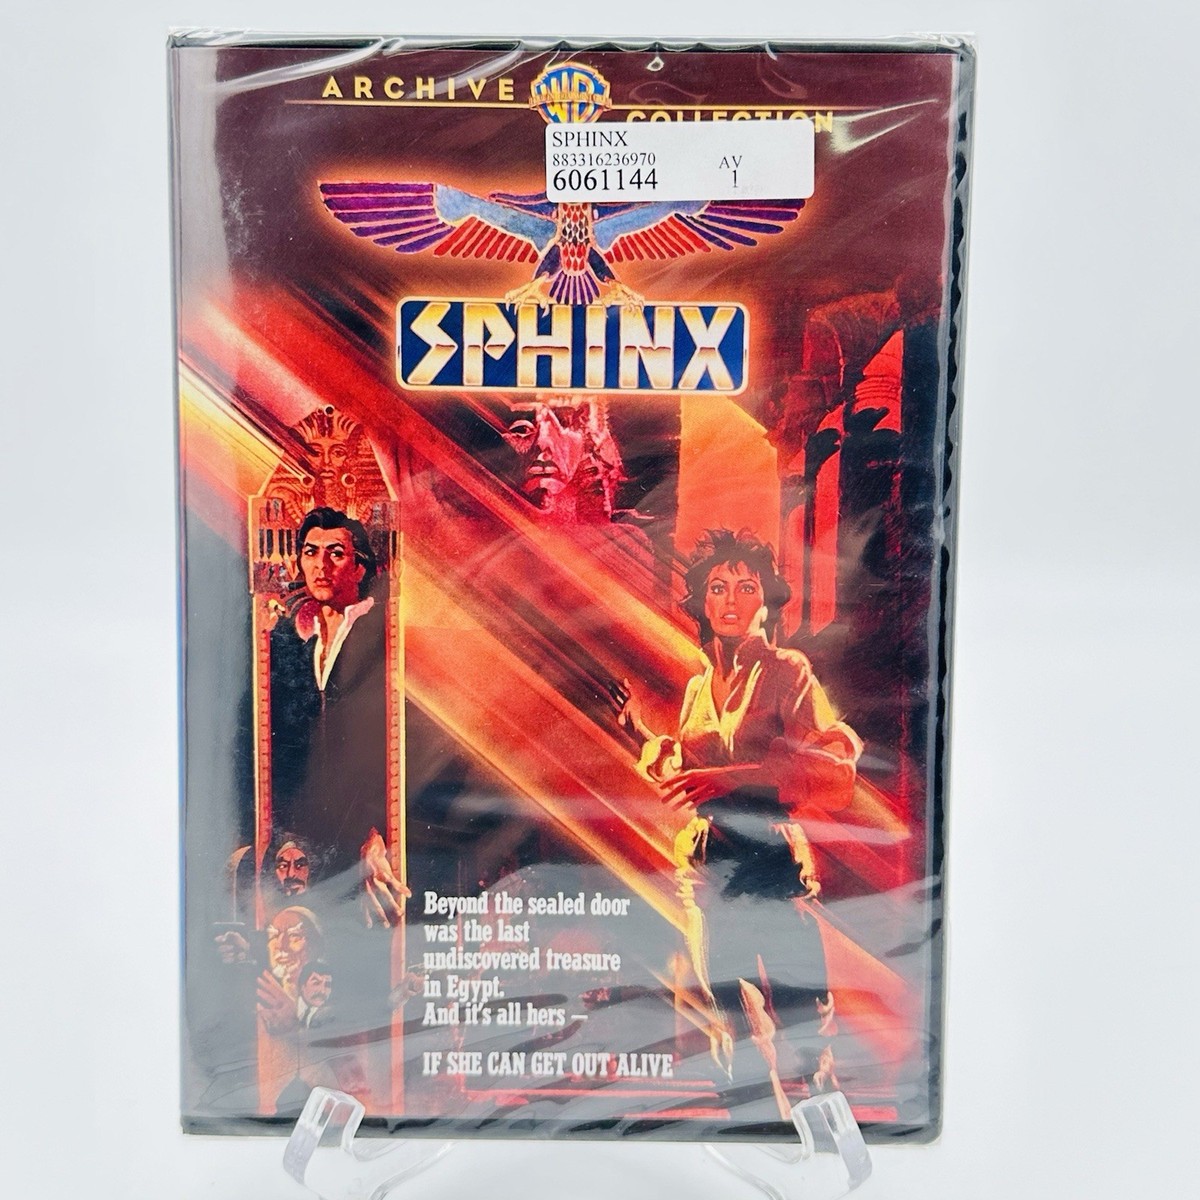 ARCHIVE
WB
COLLECTION
SPHINX
883316236970
AV
6061144
1
SPHINX
Beyond the sealed door
was the last
undiscovered treasure
in Egypt.
And it's all hers –
IF SHE CAN GET OUT ALIVE